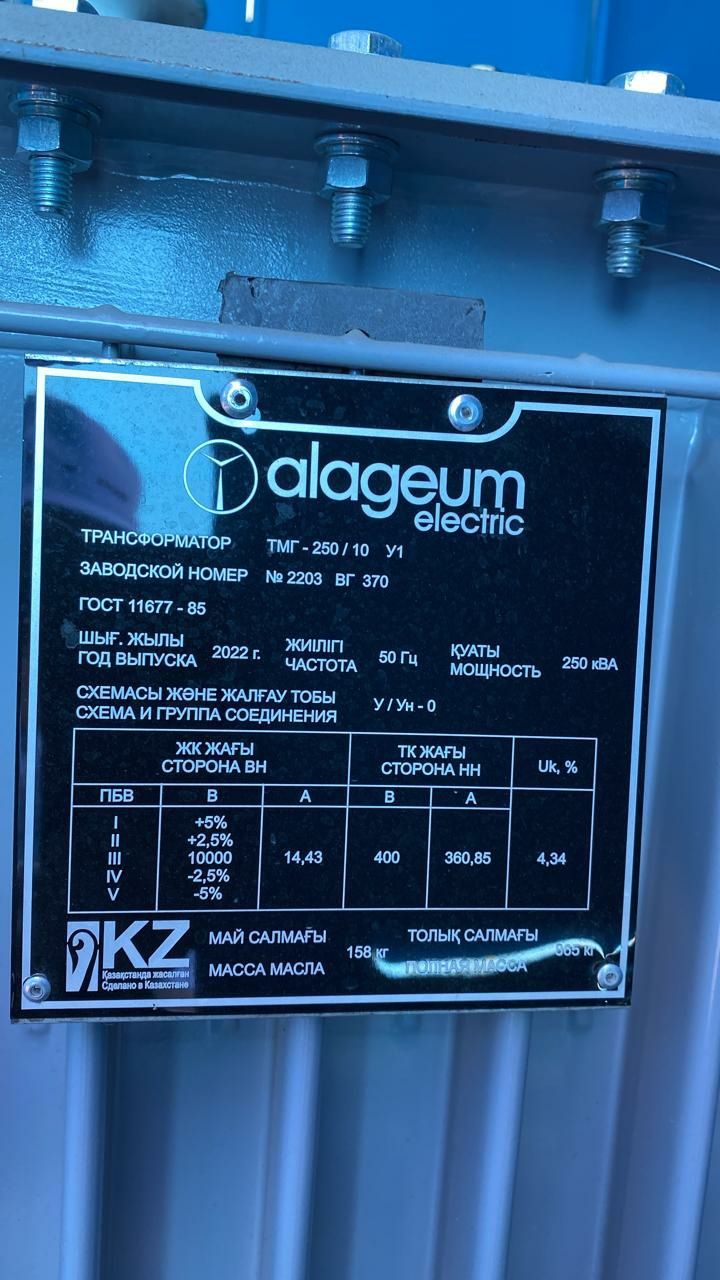 alageum
electric
ТРАНСФОРМАТОР ТМГ - 250 / 10 У1
ЗАВОДСКОЙ НОМЕР № 2203 ВГ 370
ГОСТ 11677 - 85
ШЫҒ. ЖЫЛЫ ЖИІЛІГІ ҚУАТЫ
ГОД ВЫПУСКА 2022 г. ЧАСТОТА 50 Гц МОЩНОСТЬ 250 кВА
СХЕМАСЫ ЖӘНЕ ЖАЛҒАУ ТОБЫ
СХЕМА И ГРУППА СОЕДИНЕНИЯ У / Ун - 0
ЖК ЖАҒЫ ТК ЖАҒЫ
СТОРОНА ВН СТОРОНА НН Uk, %
ПБВ В А В А
I +5%
II +2,5%
III 10000 14,43 400 360,85 4,34
IV -2,5%
V -5%
KZ
Қазақстанда жасалған
Сделано в Казахстане
МАЙ САЛМАҒЫ ТОЛЫҚ САЛМАҒЫ
МАССА МАСЛА 158 кг ПОЛНАЯ МАССА кг